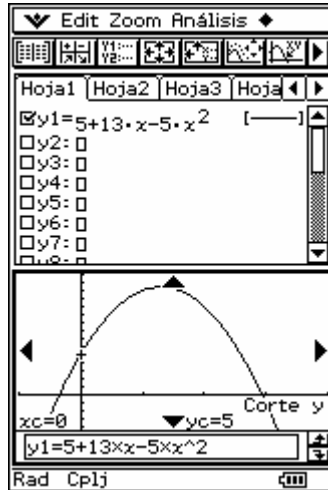 Edit Zoom Análisis
Hoja1 Hoja2 Hoja3 Hoja
y1=5+13·x-5·x²
y2:
y3:
y4:
y5:
y6:
y7:
y8:
Corte y
xc=0 yc=5
y1=5+13×x-5×x^2
Rad Cplj